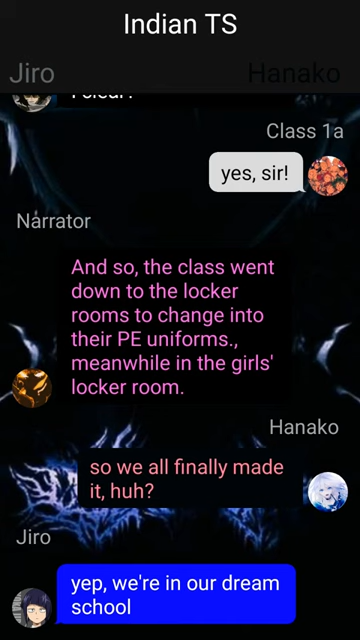 Indian TS
Jiro
Hanako
Class 1a
yes, sir!
Narrator
And so, the class went
down to the locker
rooms to change into
their PE uniforms.,
meanwhile in the girls'
locker room.
Hanako
so we all finally made
it, huh?
Jiro
yep, we're in our dream
school